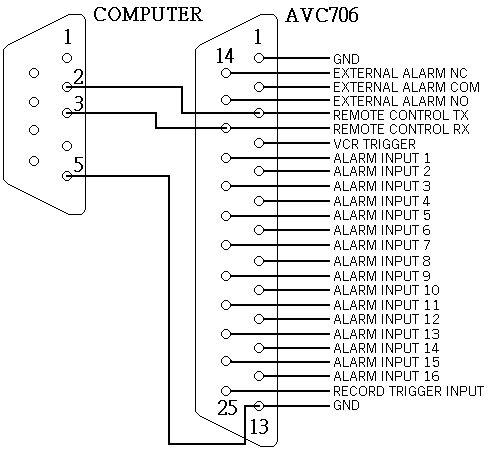 COMPUTER AVC706
1 14 1 GND
EXTERNAL ALARM NC
2 EXTERNAL ALARM COM
EXTERNAL ALARM NO
3 REMOTE CONTROL TX
REMOTE CONTROL RX
VCR TRIGGER
5 ALARM INPUT 1
ALARM INPUT 2
ALARM INPUT 3
ALARM INPUT 4
ALARM INPUT 5
ALARM INPUT 6
ALARM INPUT 7
ALARM INPUT 8
ALARM INPUT 9
ALARM INPUT 10
ALARM INPUT 11
ALARM INPUT 12
ALARM INPUT 13
ALARM INPUT 14
ALARM INPUT 15
ALARM INPUT 16
RECORD TRIGGER INPUT
25 GND
13